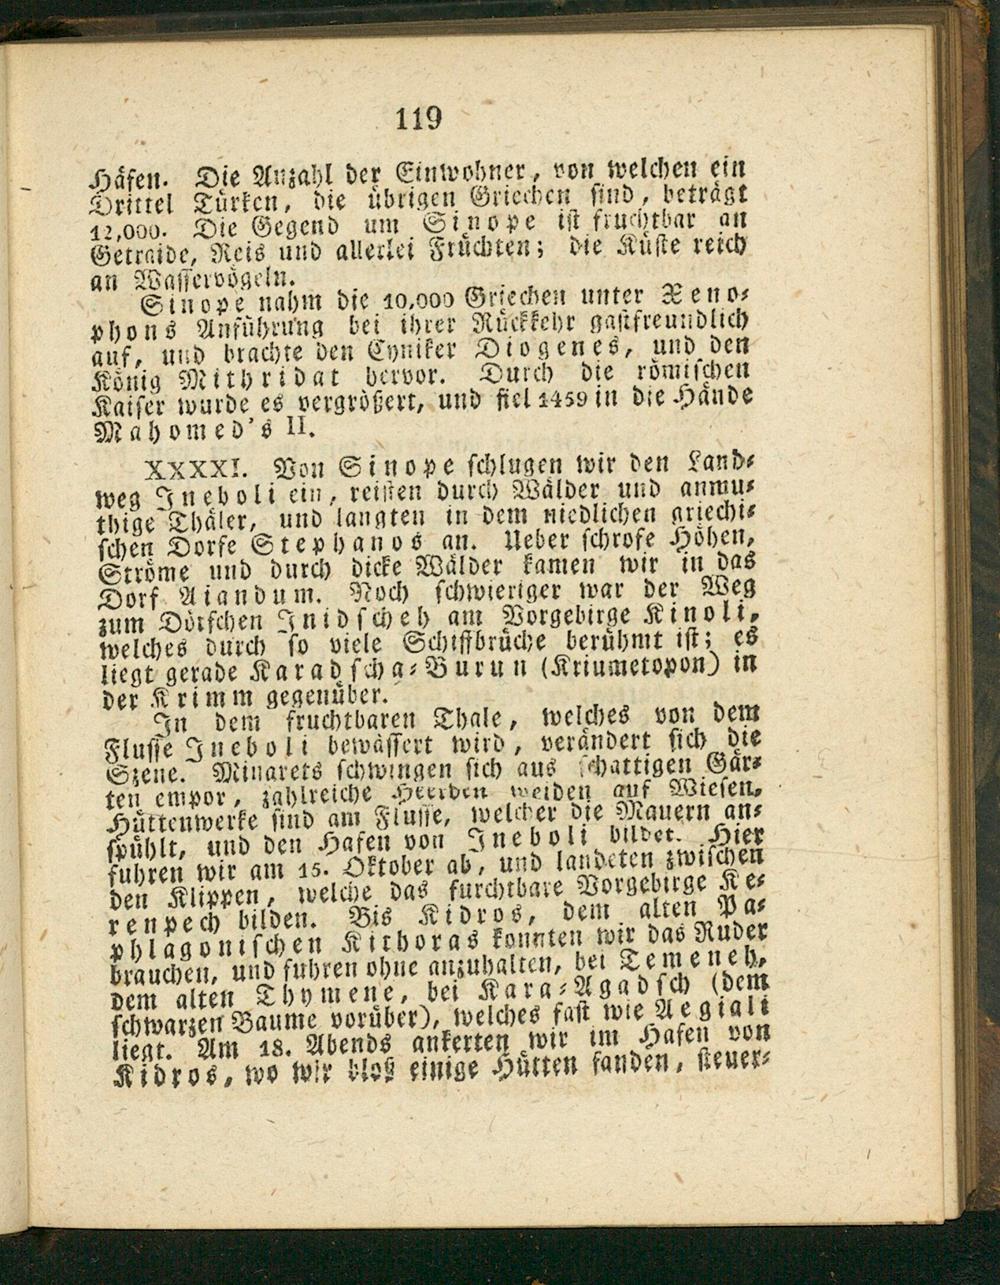 119
Häfen. Die Anzahl der Einwohner, von welchen ein
Drittel Türken, die übrigen Griechen sind, beträgt
12,000. Die Gegend um Sinope ist fruchtbar an
Getraide, Reis und allerlei Früchten; die Küste reich
an Wasservögeln.
Sinope nahm die 10,000 Griechen unter Xeno-
phons Anführung bei ihrer Rückkehr gastfreundlich
auf, und brachte den Cyniker Diogenes, und den
König Mithridat hervor. Durch die römischen
Kaiser wurde es vergrößert, und fiel 1459 in die Hände
Mahomed's II.
XXXXI. Von Sinope schlugen wir den Land-
weg Ineboli ein, reisten durch Wälder und anmu-
thige Thäler, und langten in dem niedlichen griechi-
schen Dorfe Stephanos an. Ueber schrofe Höhen,
Ströme und durch dicke Wälder kamen wir in das
Dorf Aiandum. Noch schwieriger war der Weg
zum Dörfchen Inidscheh am Vorgebirge Kinoli,
welches durch so viele Schiffbrüche berühmt ist; es
liegt gerade Karadscha-Burun (Kriumetopon) in
der Krimm gegenüber.
In dem fruchtbaren Thale, welches von dem
Flusse Ineboli bewässert wird, verändert sich die
Szene. Minarets schwingen sich aus schattigen Gär-
ten empor, zahlreiche Heerden weiden auf Wiesen,
Hüttenwerke sind am Flusse, welcher die Mauern an-
spühlt, und den Hafen von Ineboli bildet. Hier
fuhren wir am 15. Oktober ab, und landeten zwischen
den Klippen, welche das furchtbare Vorgebirge Ke-
renpech bilden. Bis Kidros, dem alten Pa-
phlagonischen Kithoras konnten wir das Ruder
brauchen, und fuhren ohne anzuhalten, bei Temeneh,
dem alten Thymene, bei Kara-Agadsch (dem
schwarzen Baume vorüber), welches fast wie Aegiali
liegt. Am 18. Abends ankerten wir im Hafen von
Kidros, wo wir bloß einige Hütten fanden, steuer-